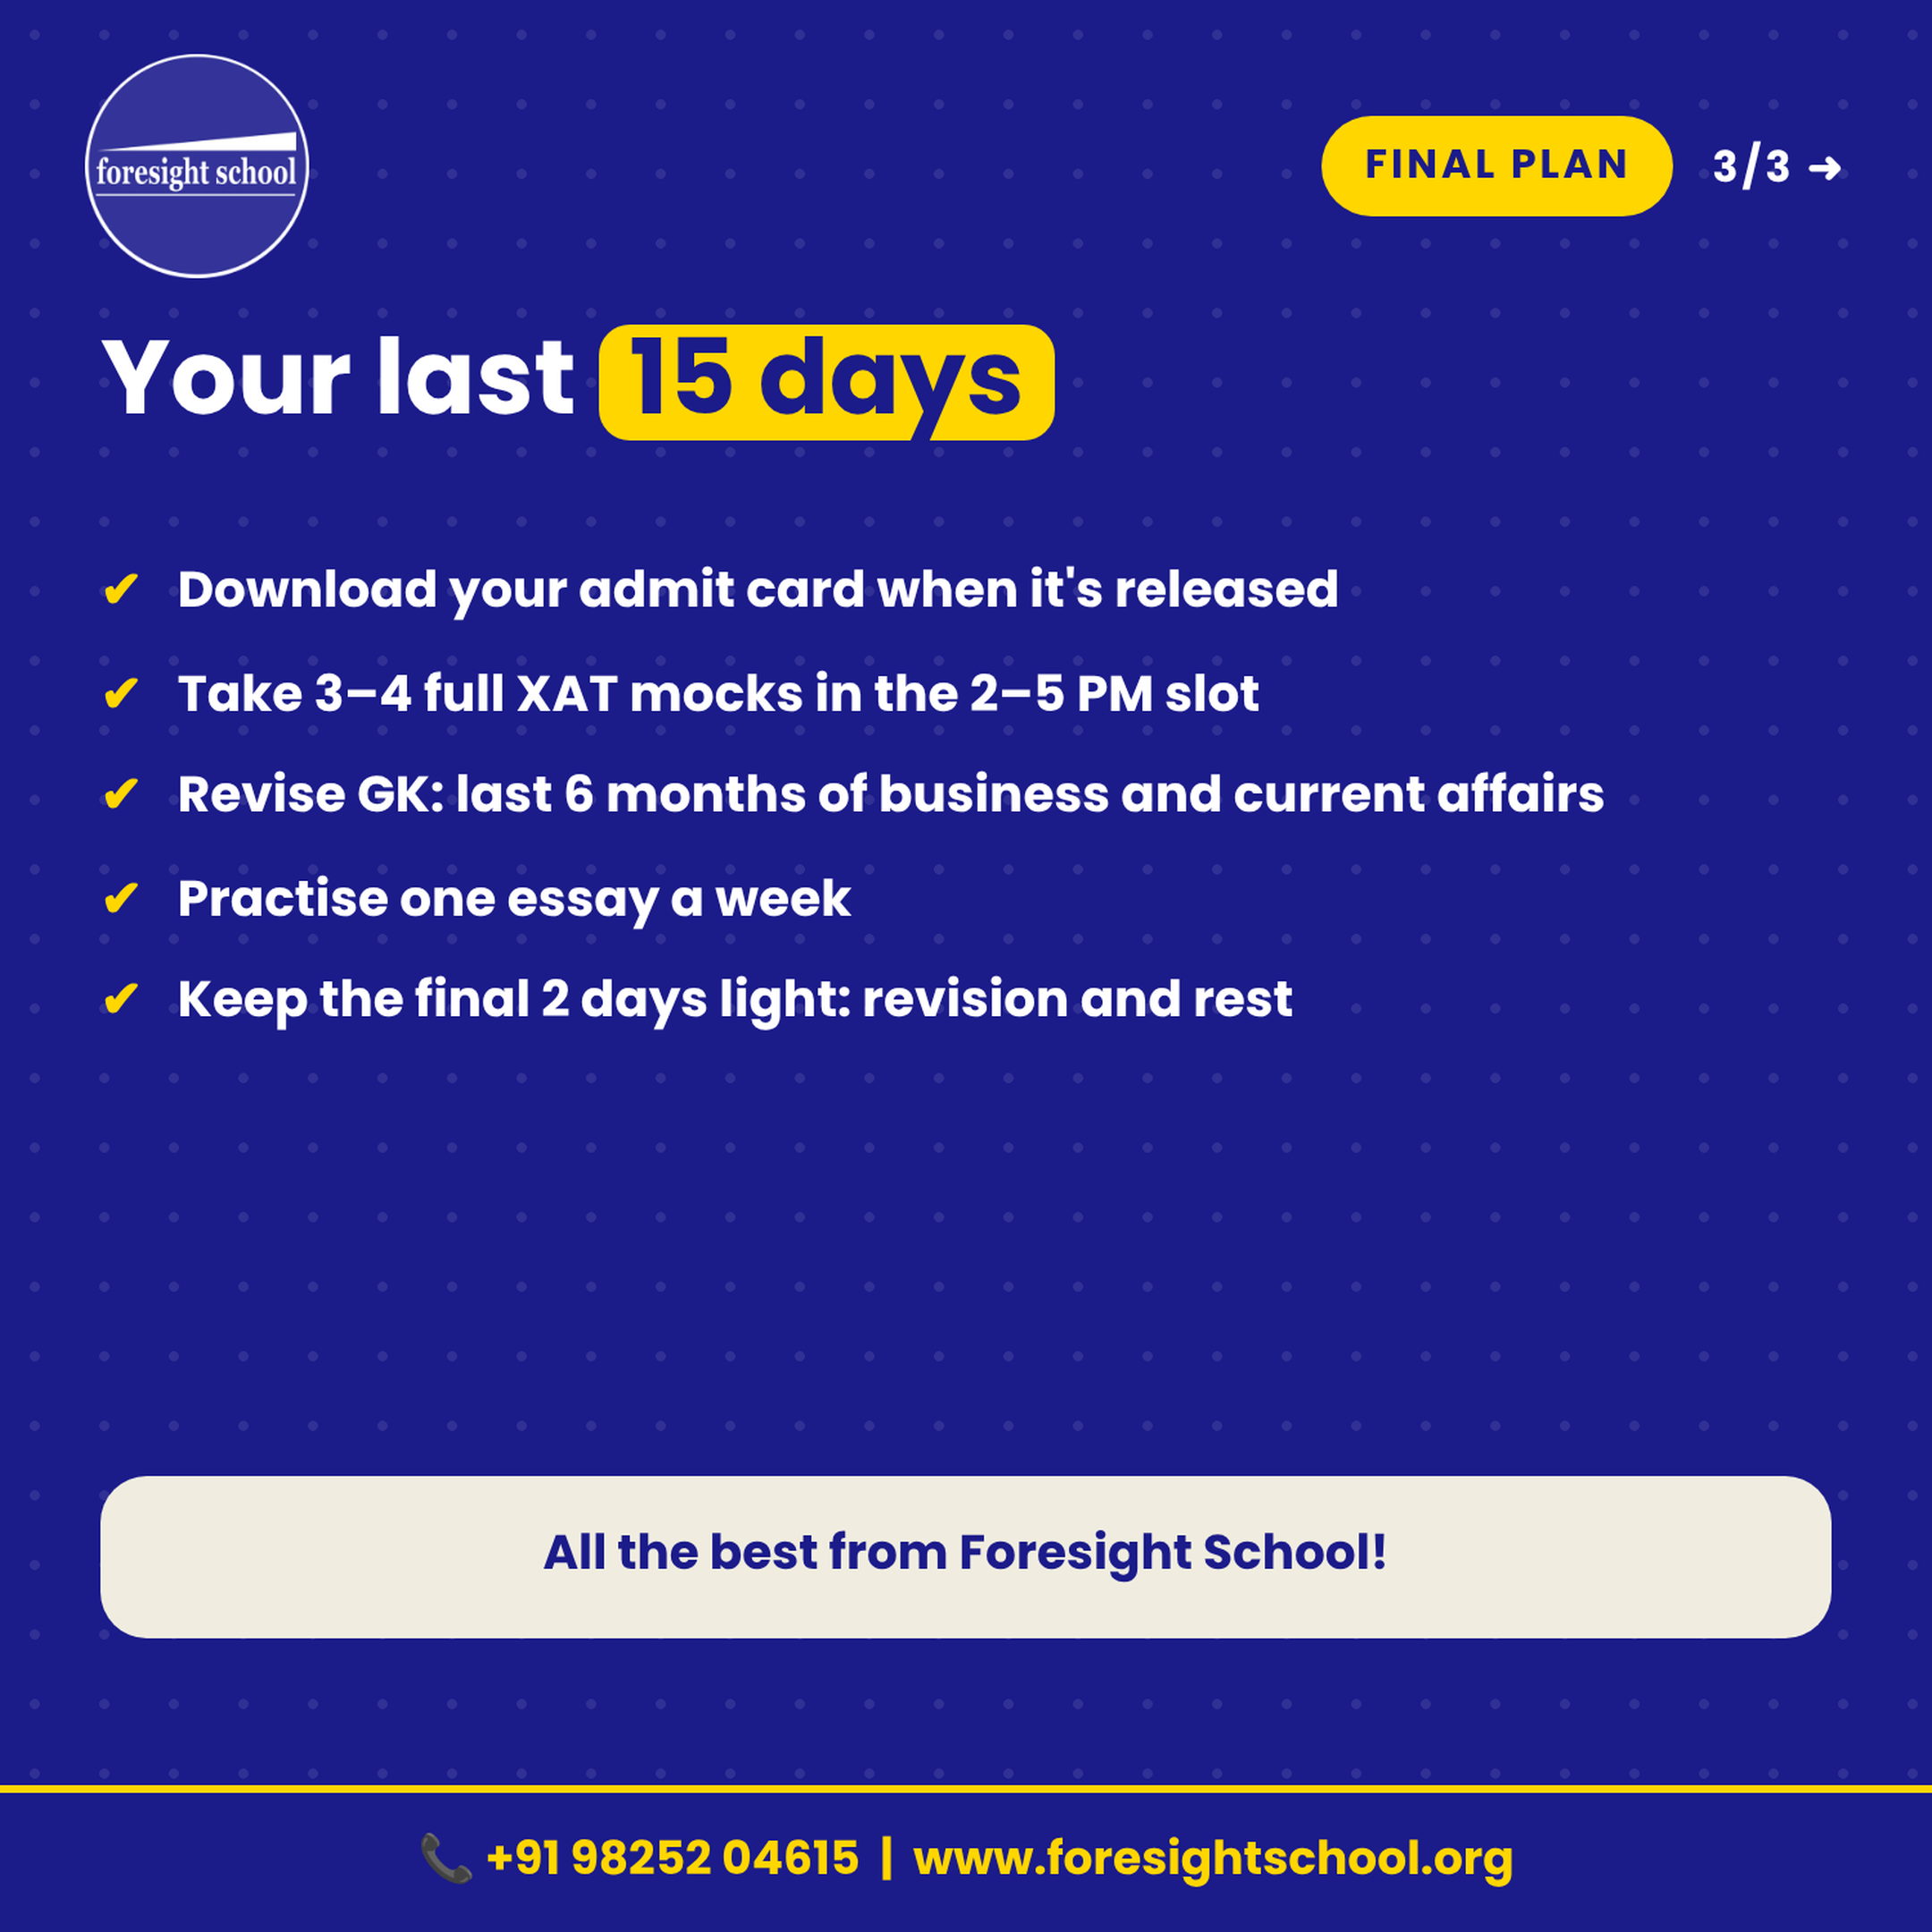 foresight school
FINAL PLAN
3/3 ➜
Your last 15 days
✔ Download your admit card when it's released
✔ Take 3–4 full XAT mocks in the 2–5 PM slot
✔ Revise GK: last 6 months of business and current affairs
✔ Practise one essay a week
✔ Keep the final 2 days light: revision and rest
All the best from Foresight School!
📞 +91 98252 04615 | www.foresightschool.org